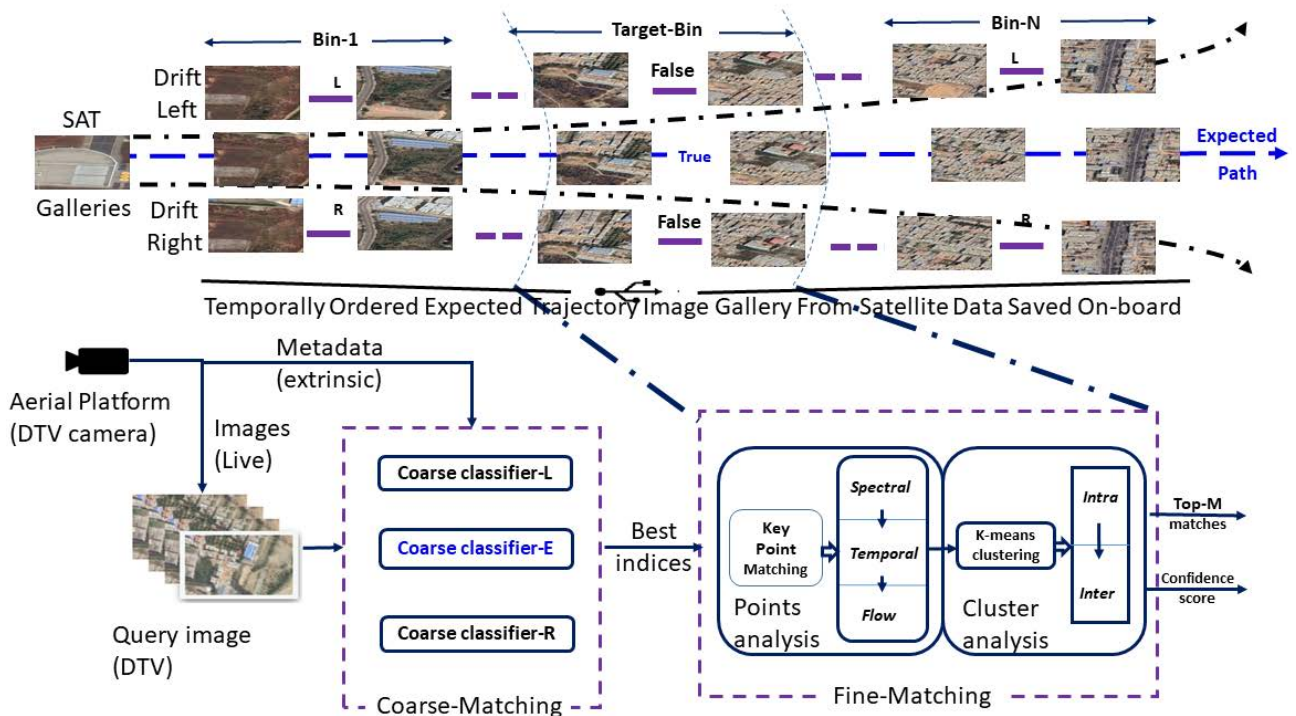 Bin-1
Target-Bin
Bin-N
Drift
Left
L
False
L
SAT
Galleries
True
Expected
Path
Drift
Right
R
False
R
Temporally Ordered Expected Trajectory Image Gallery From Satellite Data Saved On-board
Metadata
(extrinsic)
Aerial Platform
(DTV camera)
Images
(Live)
Query image
(DTV)
Coarse classifier-L
Coarse classifier-E
Coarse classifier-R
Coarse-Matching
Best
indices
Key
Point
Matching
Spectral
Temporal
Flow
Points
analysis
K-means
clustering
Intra
Inter
Cluster
analysis
Fine-Matching
Top-M
matches
Confidence
score